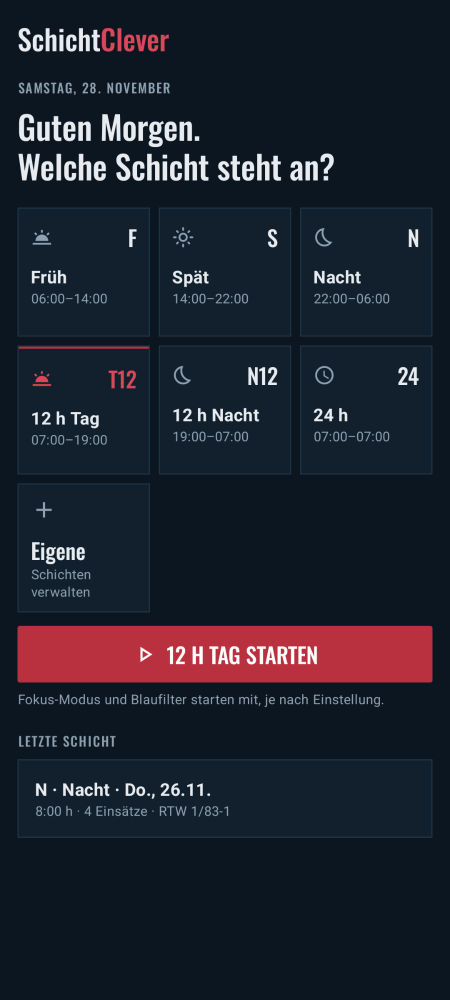 SchichtClever
SAMSTAG, 28. NOVEMBER
Guten Morgen.
Welche Schicht steht an?
F
Früh
06:00–14:00
S
Spät
14:00–22:00
N
Nacht
22:00–06:00
T12
12 h Tag
07:00–19:00
N12
12 h Nacht
19:00–07:00
24
24 h
07:00–07:00
Eigene
Schichten
verwalten
12 H TAG STARTEN
Fokus-Modus und Blaufilter starten mit, je nach Einstellung.
LETZTE SCHICHT
N · Nacht · Do., 26.11.
8:00 h · 4 Einsätze · RTW 1/83-1